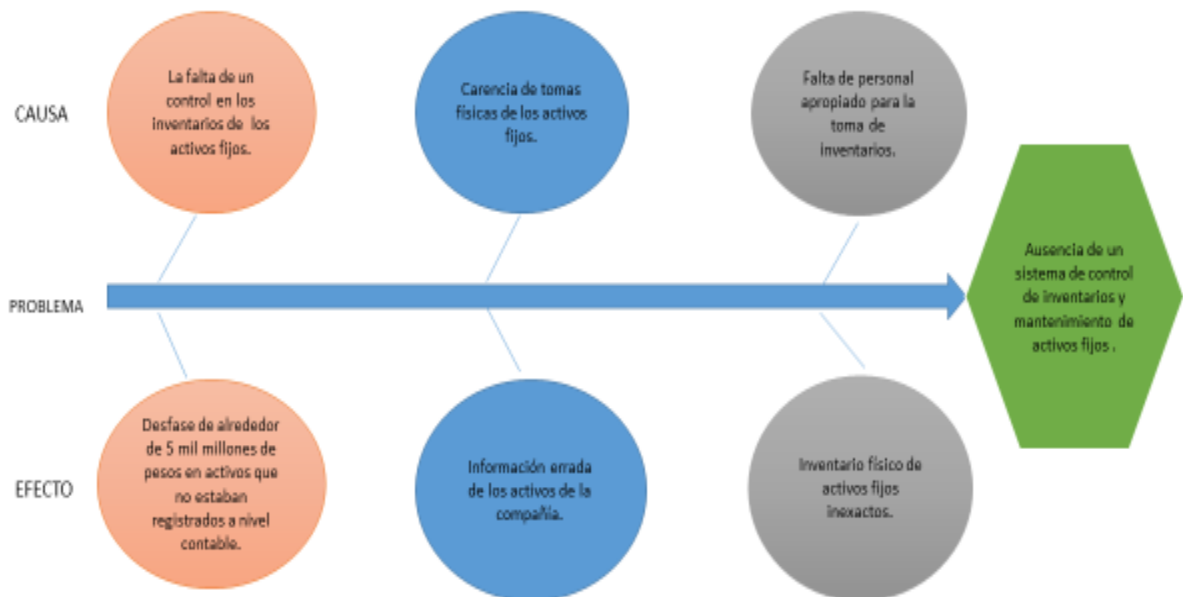 CAUSA
La falta de un
control en los
inventarios de los
activos fijos.
Carencia de tomas
físicas de los activos
fijos.
Falta de personal
apropiado para la
toma de
inventarios.
PROBLEMA
Ausencia de un
sistema de control
de inventarios y
mantenimiento de
activos fijos .
EFECTO
Desfase de alrededor
de 5 mil millones de
pesos en activos que
no estaban
registrados a nivel
contable.
Información errada
de los activos de la
compañía.
Inventario físico de
activos fijos
inexactos.